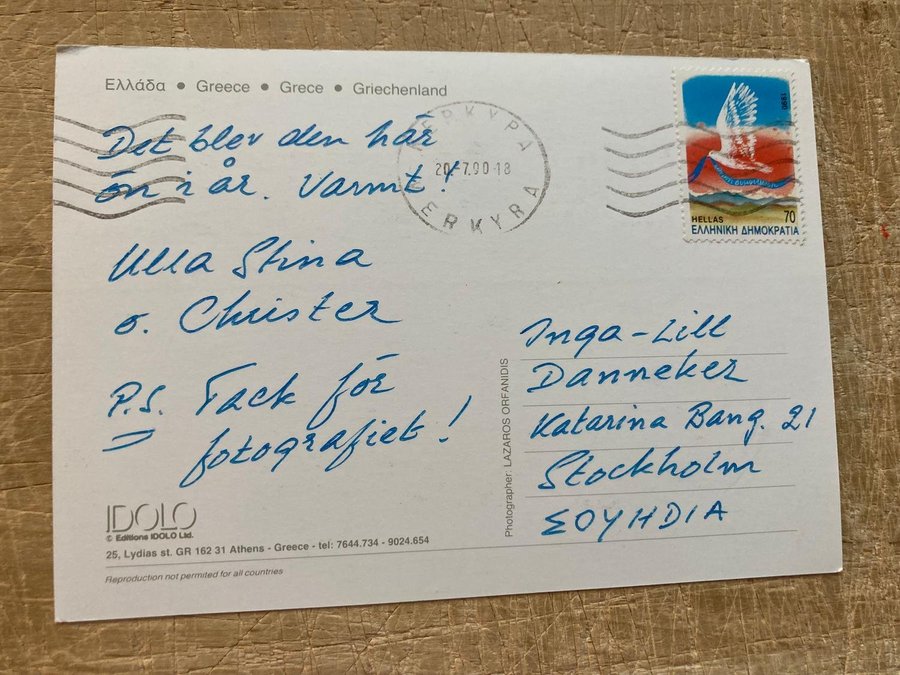 Ελλάδα • Greece • Grece • Griechenland
Det blev den här
ön i år. Varmt!
Ulla Stina
o. Christer
P.S. Tack för
fotografiet!
ΚΕΡΚΥΡΑ
20-7.90-18
KERKYRA
1990
HELLAS 70
ΕΛΛΗΝΙΚΗ ΔΗΜΟΚΡΑΤΙΑ
Inga-Lill
Danneker
Katarina Bang. 21
Stockholm
ΣΟΥΗΔΙΑ
Photographer: LAZAROS ORFANIDIS
IDOLO
© Editions IDOLO Ltd.
25, Lydias st. GR 162 31 Athens - Greece - tel: 7644.734 - 9024.654
Reproduction not permited for all countries